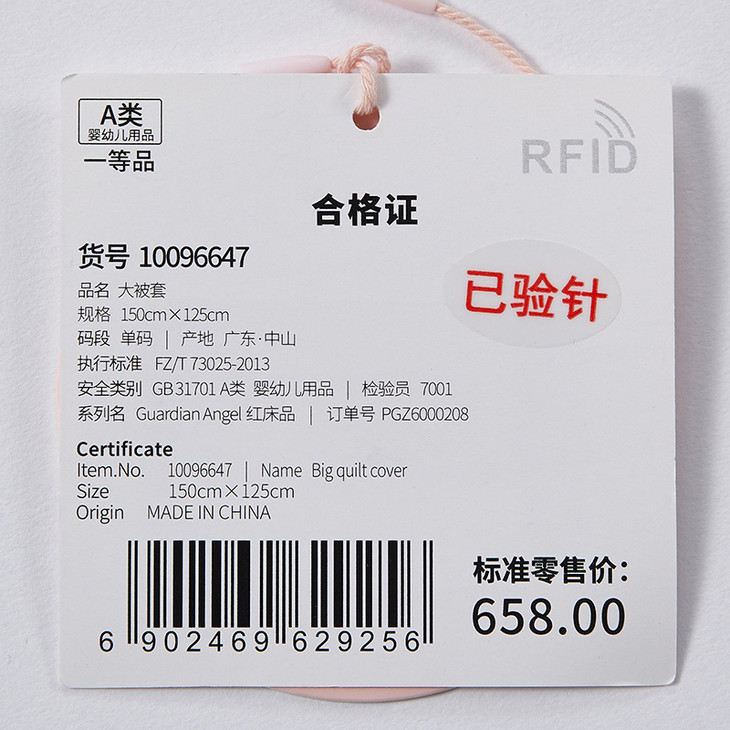 A类
婴幼儿用品
一等品
RFID
合格证
货号 10096647
已验针
品名 大被套
规格 150cm×125cm
码段 单码 | 产地 广东·中山
执行标准 FZ/T 73025-2013
安全类别 GB 31701 A类 婴幼儿用品 | 检验员 7001
系列名 Guardian Angel 红床品 | 订单号 PGZ6000208
Certificate
Item.No. 10096647 | Name Big quilt cover
Size 150cm×125cm
Origin MADE IN CHINA
标准零售价：
658.00
6 902469 629256